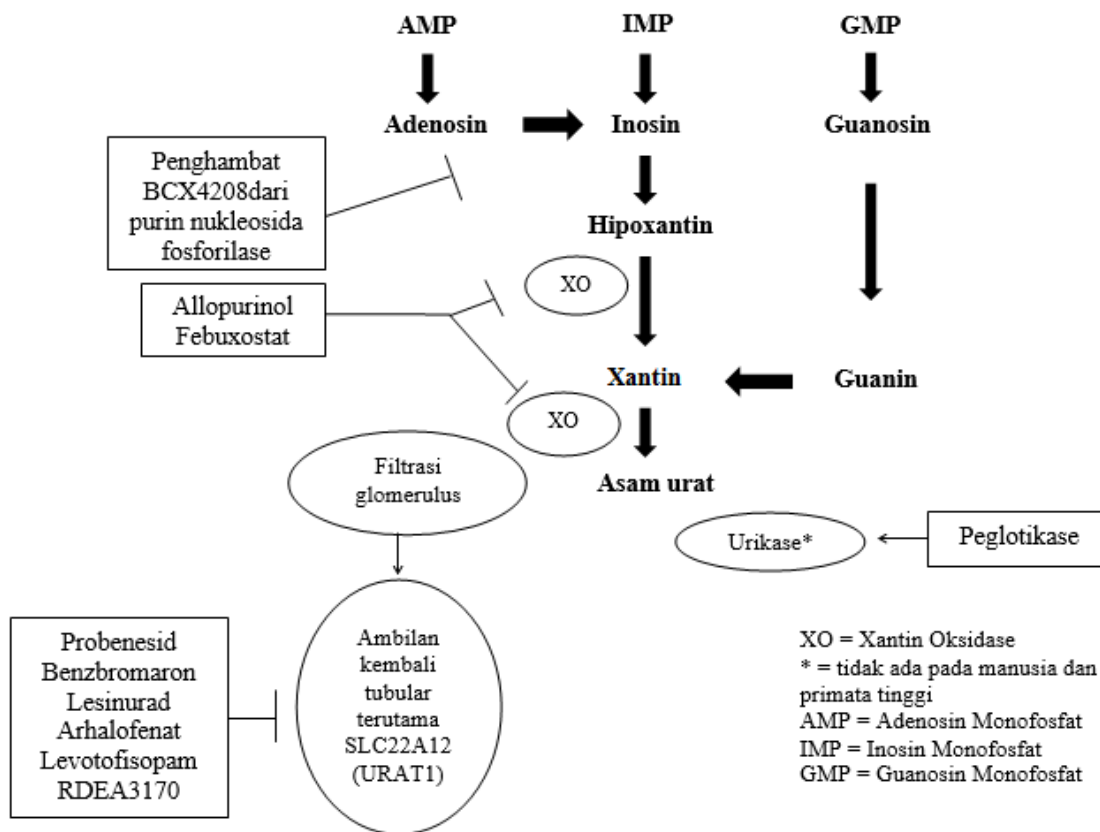 AMP IMP GMP
Adenosin Inosin Guanosin
Penghambat
BCX4208dari
purin nukleosida
fosforilase
Hipoxantin
XO
Allopurinol
Febuxostat
Xantin Guanin
XO
Filtrasi
glomerulus
Asam urat
Urikase*
Peglotikase
Probenesid
Benzbromaron
Lesinurad
Arhalofenat
Levotofisopam
RDEA3170
Ambilan
kembali
tubular
terutama
SLC22A12
(URAT1)
XO = Xantin Oksidase
* = tidak ada pada manusia dan
primata tinggi
AMP = Adenosin Monofosfat
IMP = Inosin Monofosfat
GMP = Guanosin Monofosfat